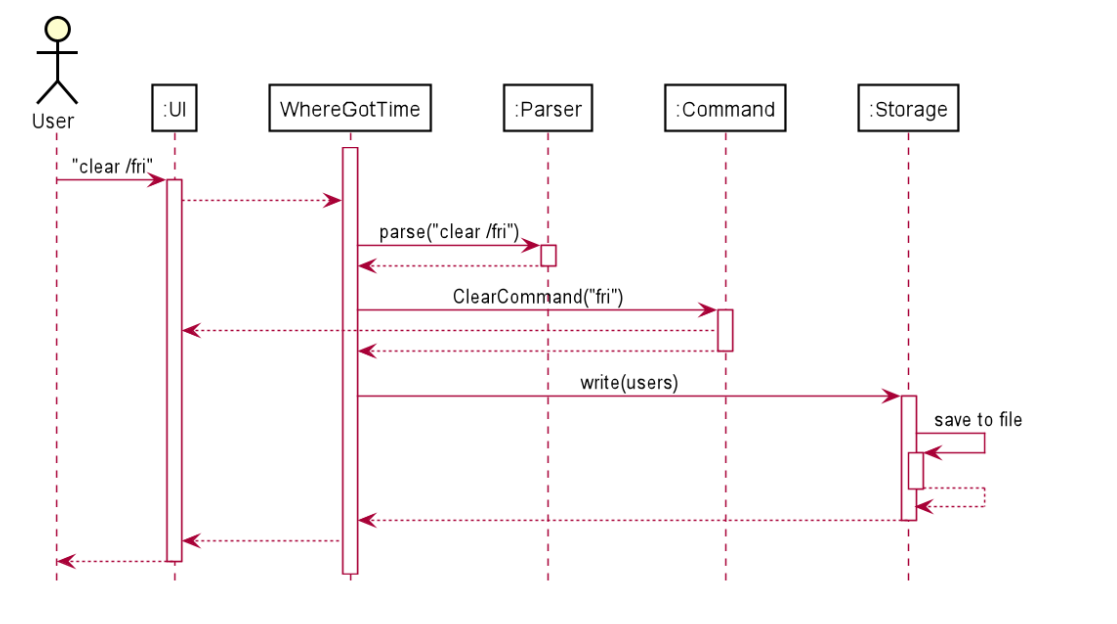 User
:UI
WhereGotTime
:Parser
:Command
:Storage
"clear /fri"
parse("clear /fri")
ClearCommand("fri")
write(users)
save to file